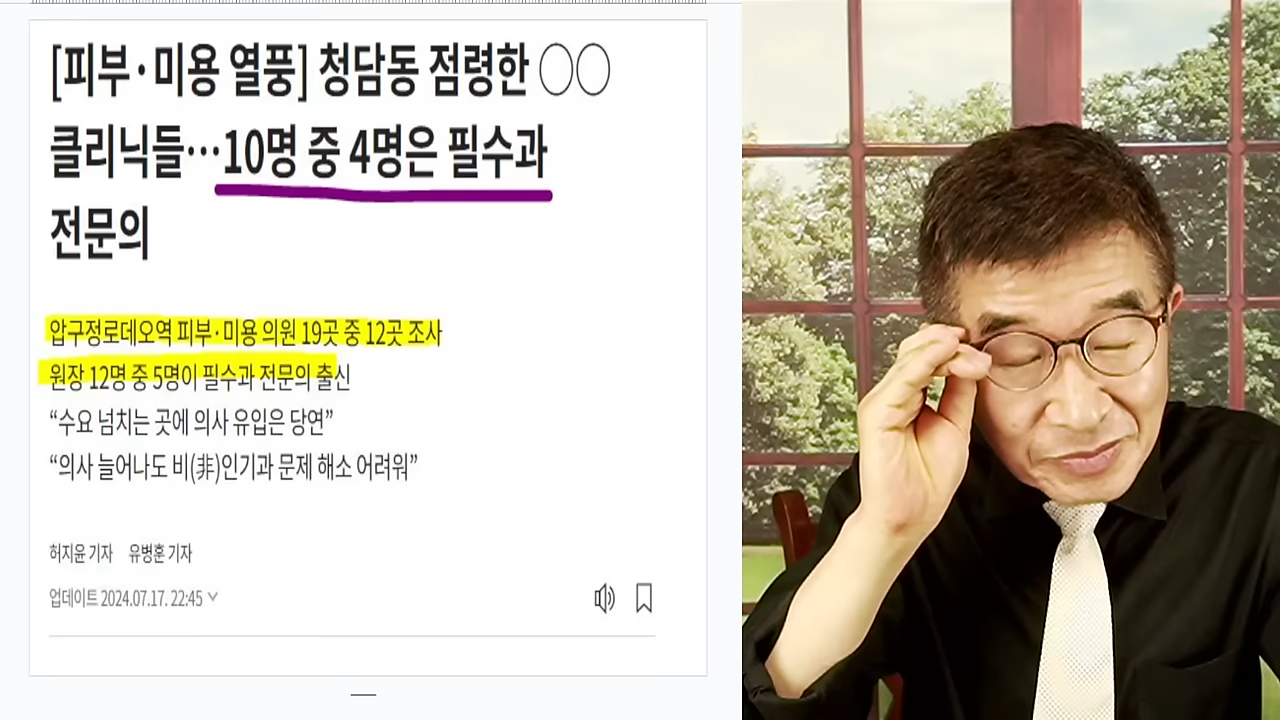 [피부·미용 열풍] 청담동 점령한 ○○
클리닉들…10명 중 4명은 필수과
전문의
압구정로데오역 피부·미용 의원 19곳 중 12곳 조사
원장 12명 중 5명이 필수과 전문의 출신
“수요 넘치는 곳에 의사 유입은 당연”
“의사 늘어나도 비(非)인기과 문제 해소 어려워”
허지윤 기자 유병훈 기자
업데이트 2024.07.17. 22:45